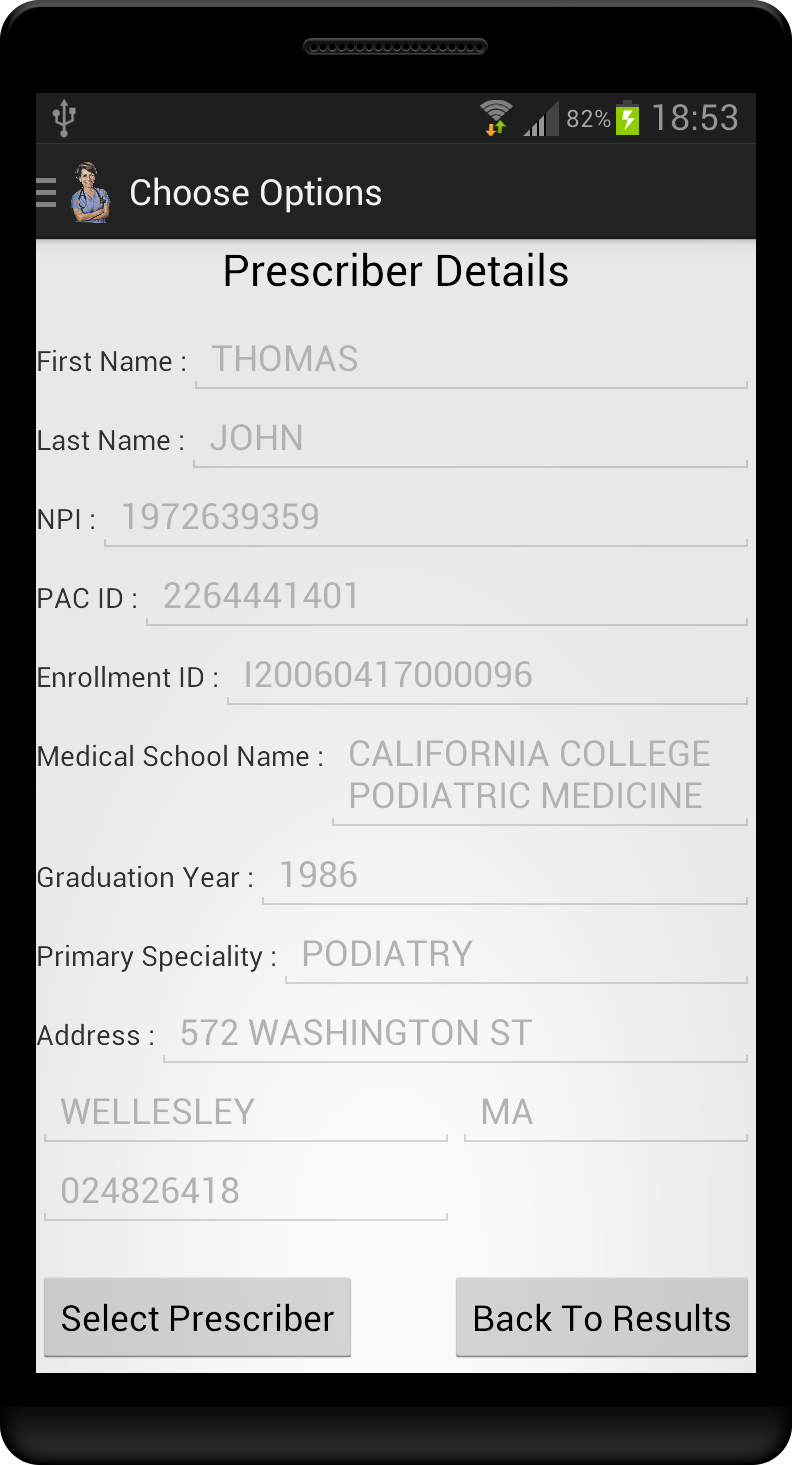 82% 18:53
Choose Options
Prescriber Details
First Name : THOMAS
Last Name : JOHN
NPI : 1972639359
PAC ID : 2264441401
Enrollment ID : I20060417000096
Medical School Name : CALIFORNIA COLLEGE
PODIATRIC MEDICINE
Graduation Year : 1986
Primary Speciality : PODIATRY
Address : 572 WASHINGTON ST
WELLESLEY MA
024826418
Select Prescriber Back To Results